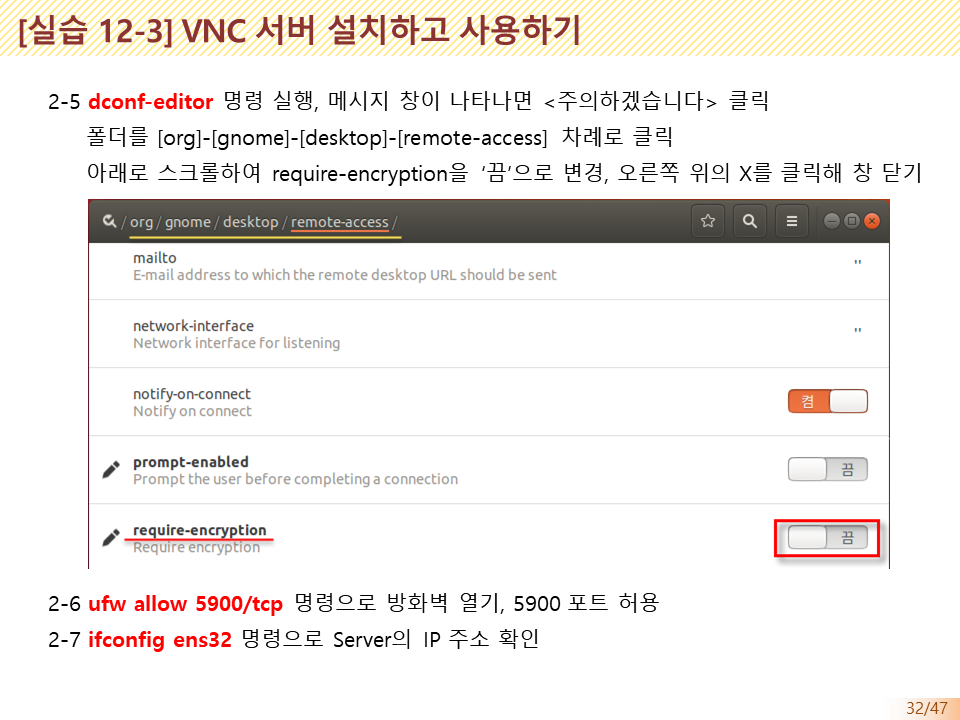 [실습 12-3] VNC 서버 설치하고 사용하기
2-5 dconf-editor 명령 실행, 메시지 창이 나타나면 <주의하겠습니다> 클릭
폴더를 [org]-[gnome]-[desktop]-[remote-access] 차례로 클릭
아래로 스크롤하여 require-encryption을 '끔'으로 변경, 오른쪽 위의 X를 클릭해 창 닫기
/ org / gnome / desktop / remote-access /
mailto
''
E-mail address to which the remote desktop URL should be sent
network-interface
''
Network interface for listening
notify-on-connect
켬
Notify on connect
prompt-enabled
끔
Prompt the user before completing a connection
require-encryption
끔
Require encryption
2-6 ufw allow 5900/tcp 명령으로 방화벽 열기, 5900 포트 허용
2-7 ifconfig ens32 명령으로 Server의 IP 주소 확인
32/47